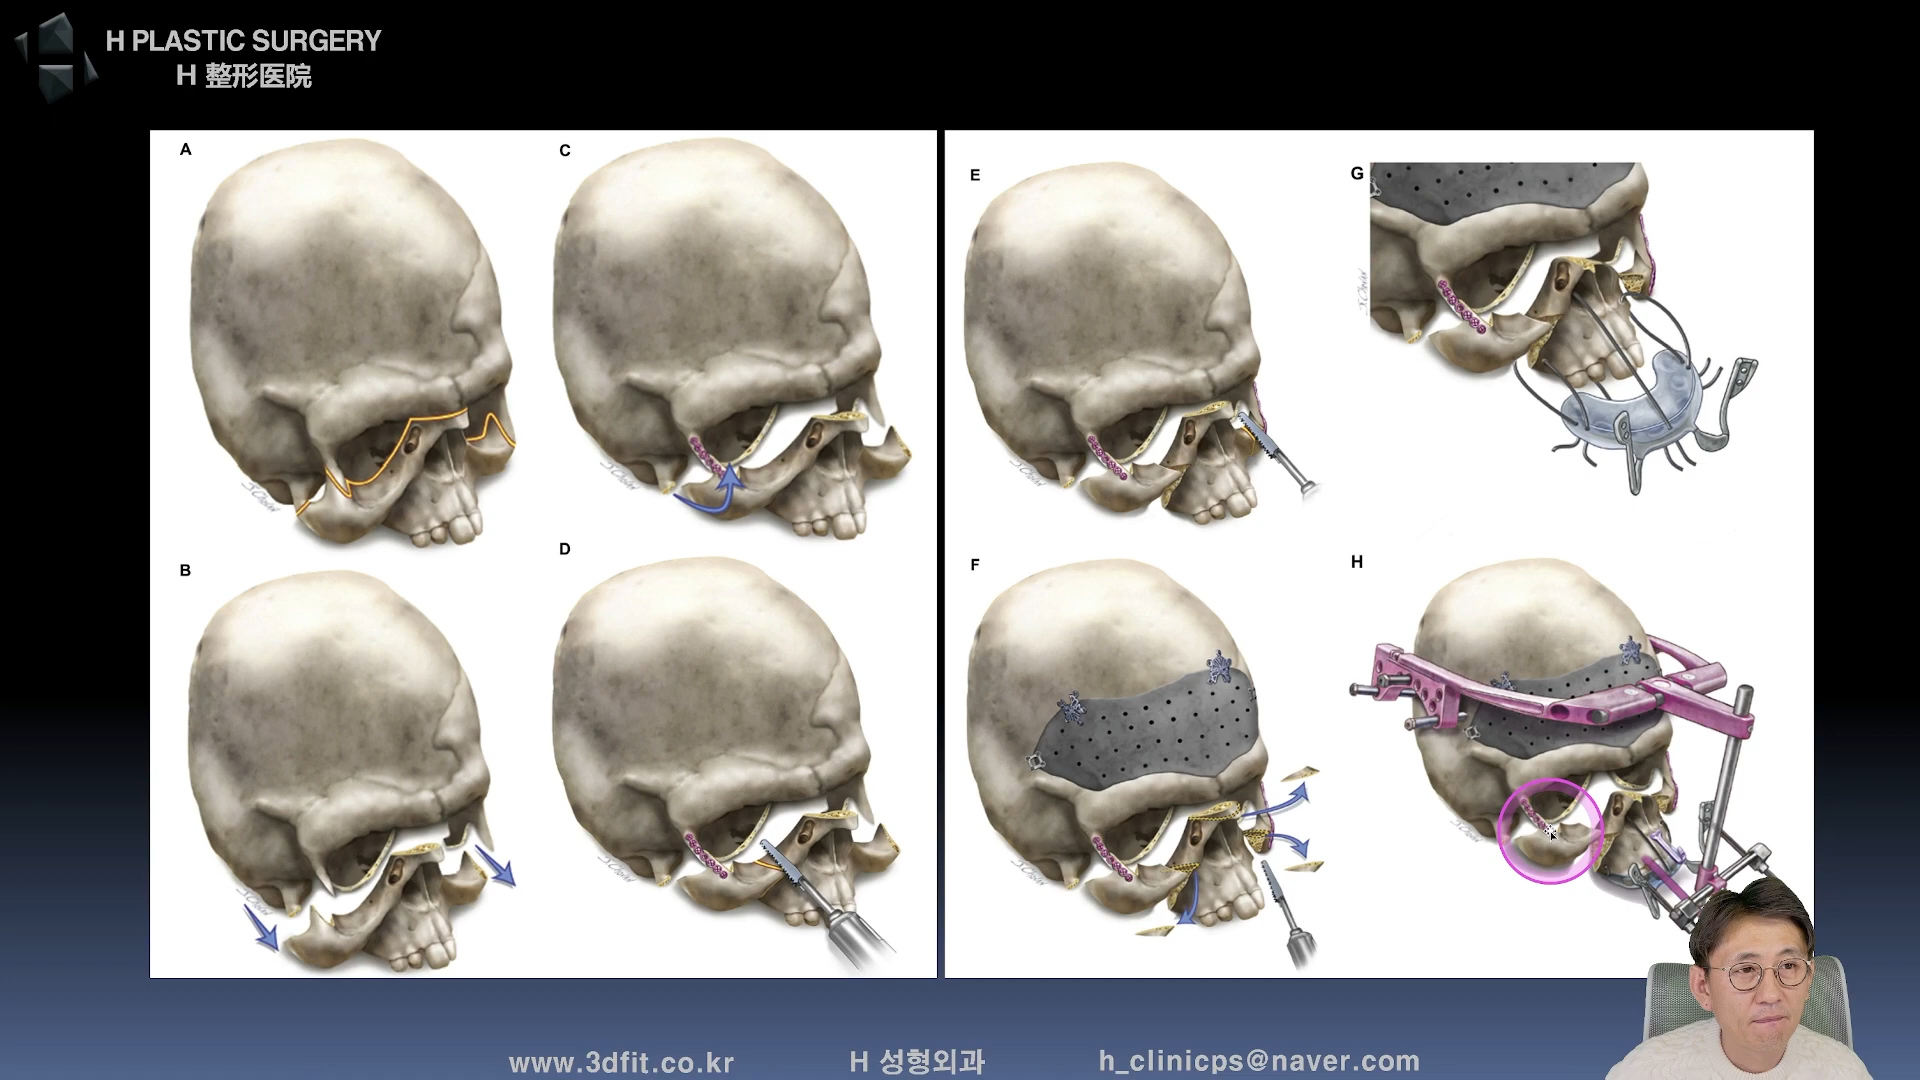 H PLASTIC SURGERY
H 整形医院
A
C
E
G
B
D
F
H
www.3dfit.co.kr
H 성형외과
h_clinicps@naver.com